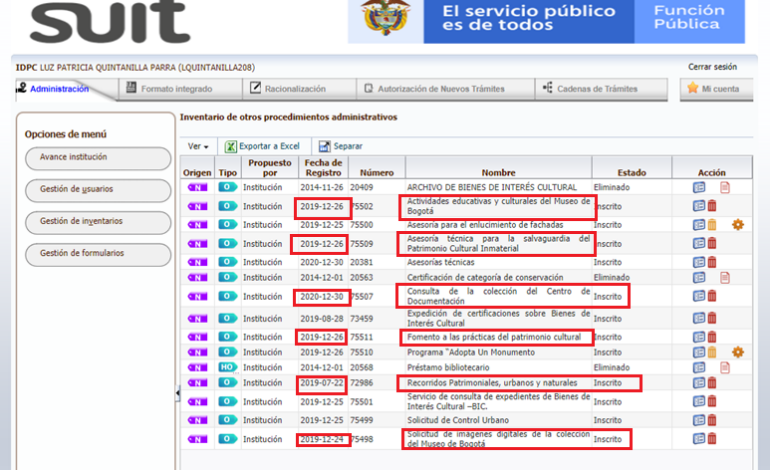 suit
El servicio público
es de todos
Función
Pública
IDPC LUZ PATRICIA QUINTANILLA PARRA (LQUINTANILLA208)
Cerrar sesión
Administración
Formato integrado
Racionalización
Autorización de Nuevos Trámites
Cadenas de Trámites
Mi cuenta
Inventario de otros procedimientos administrativos
Opciones de menú
Avance institución
Gestión de usuarios
Gestión de inventarios
Gestión de formularios
Ver
Exportar a Excel
Separar
Origen Tipo Propuesto por Fecha de Registro Número Nombre Estado Acción
N O Institución 2014-11-26 20409 ARCHIVO DE BIENES DE INTERÉS CULTURAL Eliminado
N O Institución 2019-12-26 75502 Actividades educativas y culturales del Museo de
Bogotá Inscrito
N O Institución 2019-12-25 75500 Asesoría para el enlucimiento de fachadas Inscrito
N O Institución 2019-12-26 75509 Asesoría técnica para la salvaguardia del
Patrimonio Cultural Inmaterial Inscrito
N O Institución 2020-12-30 20381 Asesorías técnicas Inscrito
N O Institución 2014-12-01 20563 Certificación de categoría de conservación Eliminado
N O Institución 2020-12-30 75507 Consulta de la colección del Centro de
Documentación Inscrito
N O Institución 2019-08-28 73459 Expedición de certificaciones sobre Bienes de
Interés Cultural Inscrito
N O Institución 2019-12-26 75511 Fomento a las prácticas del patrimonio cultural Inscrito
N O Institución 2019-12-26 75510 Programa "Adopta Un Monumento Inscrito
N HO Institución 2014-12-01 20568 Préstamo bibliotecario Eliminado
N O Institución 2019-07-22 72986 Recorridos Patrimoniales, urbanos y naturales Inscrito
N O Institución 2019-12-25 75501 Servicio de consulta de expedientes de Bienes de
Interés Cultural –BIC. Inscrito
N O Institución 2019-12-25 75499 Solicitud de Control Urbano Inscrito
N O Institución 2019-12-24 75498 Solicitud de imágenes digitales de la colección
del Museo de Bogotá Inscrito